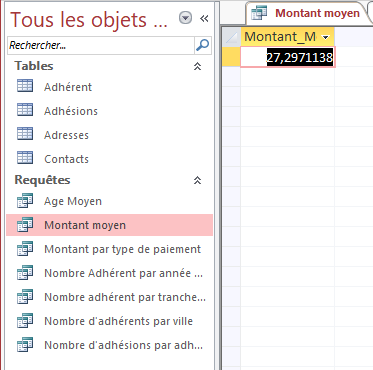 Tous les objets ...
Rechercher...
Tables
Adhérent
Adhésions
Adresses
Contacts
Requêtes
Age Moyen
Montant moyen
Montant par type de paiement
Nombre Adhérent par année ...
Nombre adhérent par tranche...
Nombre d'adhérents par ville
Nombre d'adhésions par adh...
Montant moyen
Montant_M
27,2971138